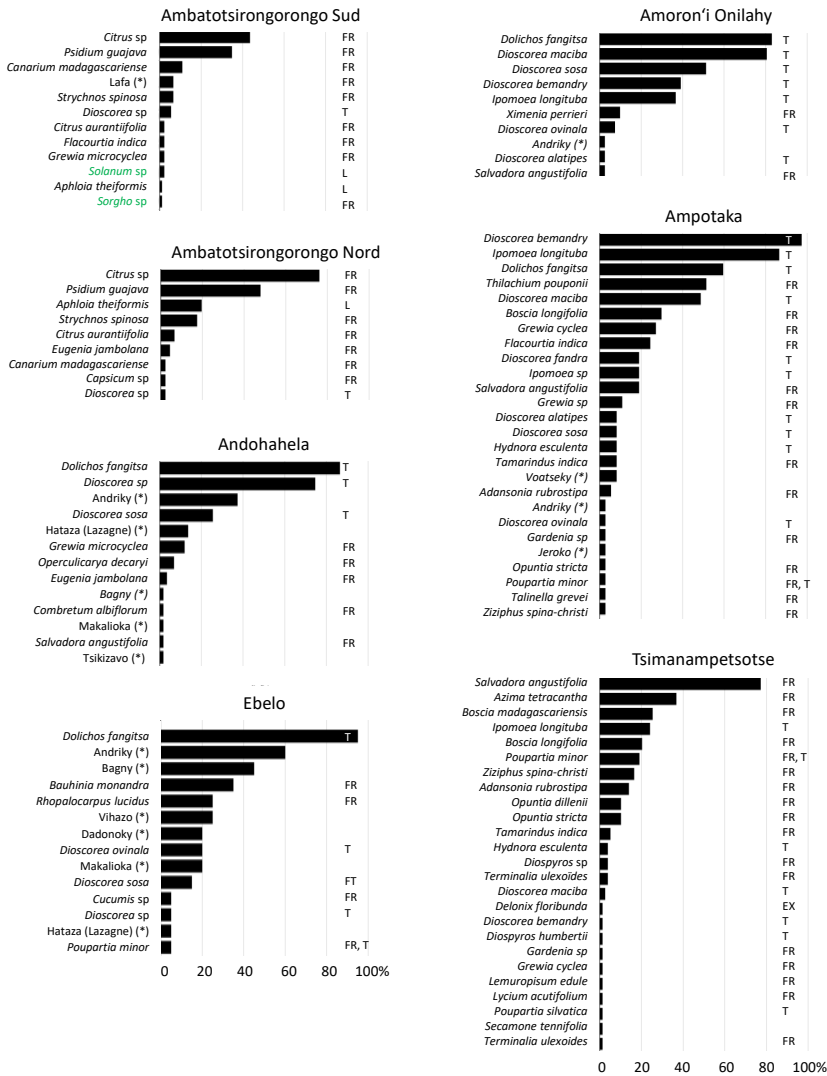 Ambatotsirongorongo Sud
Citrus sp FR
Psidium guajava FR
Canarium madagascariense FR
Lafa (*) FR
Strychnos spinosa FR
Dioscorea sp T
Citrus aurantiifolia FR
Flacourtia indica FR
Grewia microcyclea FR
Solanum sp L
Aphloia theiformis L
Sorgho sp FR
Ambatotsirongorongo Nord
Citrus sp FR
Psidium guajava FR
Aphloia theiformis L
Strychnos spinosa FR
Citrus aurantiifolia FR
Eugenia jambolana FR
Canarium madagascariense FR
Capsicum sp FR
Dioscorea sp T
Andohahela
Dolichos fangitsa T
Dioscorea sp T
Andriky (*)
Dioscorea sosa T
Hataza (Lazagne) (*)
Grewia microcyclea FR
Operculicarya decaryi FR
Eugenia jambolana FR
Bagny (*)
Combretum albiflorum FR
Makalioka (*)
Salvadora angustifolia FR
Tsikizavo (*)
Ebelo
Dolichos fangitsa T
Andriky (*)
Bagny (*)
Bauhinia monandra FR
Rhopalocarpus lucidus FR
Vihazo (*)
Dadonoky (*)
Dioscorea ovinala T
Makalioka (*)
Dioscorea sosa FT
Cucumis sp FR
Dioscorea sp T
Hataza (Lazagne) (*)
Poupartia minor FR, T
0 20 40 60 80 100%
Amoron‘i Onilahy
Dolichos fangitsa T
Dioscorea maciba T
Dioscorea sosa T
Dioscorea bemandry T
Ipomoea longituba T
Ximenia perrieri FR
Dioscorea ovinala T
Andriky (*)
Dioscorea alatipes T
Salvadora angustifolia FR
Ampotaka
Dioscorea bemandry T
Ipomoea longituba T
Dolichos fangitsa T
Thilachium pouponii FR
Dioscorea maciba T
Boscia longifolia FR
Grewia cyclea FR
Flacourtia indica FR
Dioscorea fandra T
Ipomoea sp T
Salvadora angustifolia FR
Grewia sp FR
Dioscorea alatipes T
Dioscorea sosa T
Hydnora esculenta T
Tamarindus indica FR
Voatseky (*)
Adansonia rubrostipa FR
Andriky (*)
Dioscorea ovinala T
Gardenia sp FR
Jeroko (*)
Opuntia stricta FR
Poupartia minor FR, T
Talinella grevei FR
Ziziphus spina-christi FR
Tsimanampetsotse
Salvadora angustifolia FR
Azima tetracantha FR
Boscia madagascariensis FR
Ipomoea longituba T
Boscia longifolia FR
Poupartia minor FR, T
Ziziphus spina-christi FR
Adansonia rubrostipa FR
Opuntia dillenii FR
Opuntia stricta FR
Tamarindus indica FR
Hydnora esculenta T
Diospyros sp FR
Terminalia ulexoïdes FR
Dioscorea maciba T
Delonix floribunda EX
Dioscorea bemandry T
Diospyros humbertii T
Gardenia sp FR
Grewia cyclea FR
Lemuropisum edule FR
Lycium acutifolium FR
Poupartia silvatica T
Secamone tennifolia
Terminalia ulexoides FR
0 20 40 60 80 100%